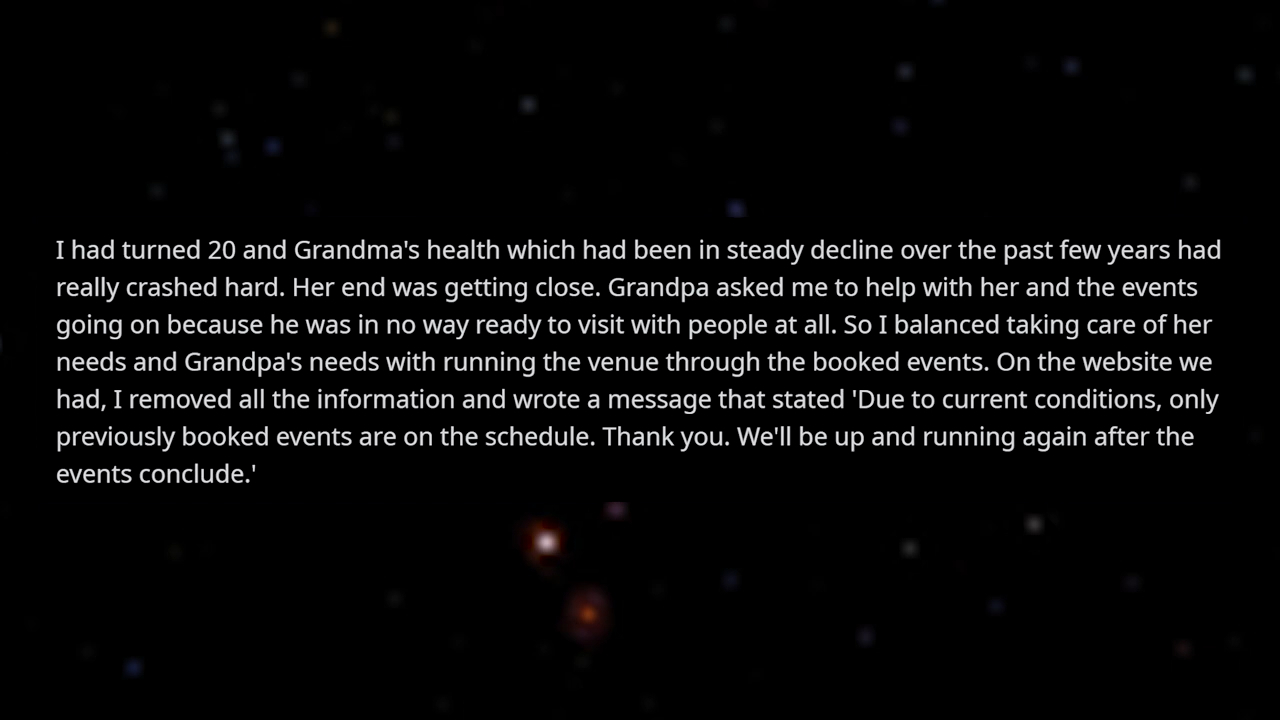 I had turned 20 and Grandma's health which had been in steady decline over the past few years had
really crashed hard. Her end was getting close. Grandpa asked me to help with her and the events
going on because he was in no way ready to visit with people at all. So I balanced taking care of her
needs and Grandpa's needs with running the venue through the booked events. On the website we
had, I removed all the information and wrote a message that stated 'Due to current conditions, only
previously booked events are on the schedule. Thank you. We'll be up and running again after the
events conclude.'